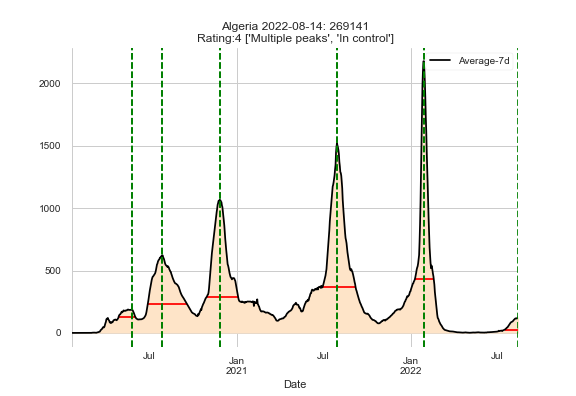 Algeria 2022-08-14: 269141
Rating:4 ['Multiple peaks', 'In control']
Average-7d
2000
1500
1000
500
0
Jul
Jan
2021
Jul
Jan
2022
Jul
Date